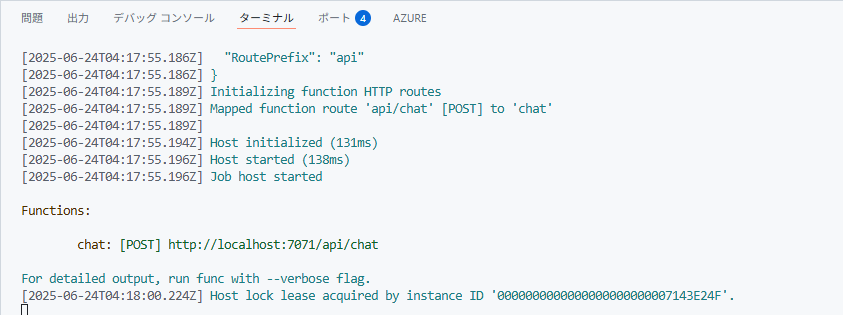 問題 出力 デバッグ コンソール ターミナル ポート 4 AZURE
[2025-06-24T04:17:55.186Z]   "RoutePrefix": "api"
[2025-06-24T04:17:55.186Z] }
[2025-06-24T04:17:55.189Z] Initializing function HTTP routes
[2025-06-24T04:17:55.189Z] Mapped function route 'api/chat' [POST] to 'chat'
[2025-06-24T04:17:55.189Z]
[2025-06-24T04:17:55.194Z] Host initialized (131ms)
[2025-06-24T04:17:55.196Z] Host started (138ms)
[2025-06-24T04:17:55.196Z] Job host started
Functions:
chat: [POST] http://localhost:7071/api/chat
For detailed output, run func with --verbose flag.
[2025-06-24T04:18:00.224Z] Host lock lease acquired by instance ID '0000000000000000000000007143E24F'.